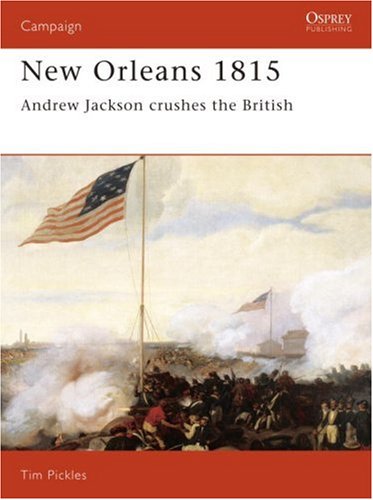 Campaign
OSPREY
PUBLISHING
New Orleans 1815
Andrew Jackson crushes the British
Tim Pickles